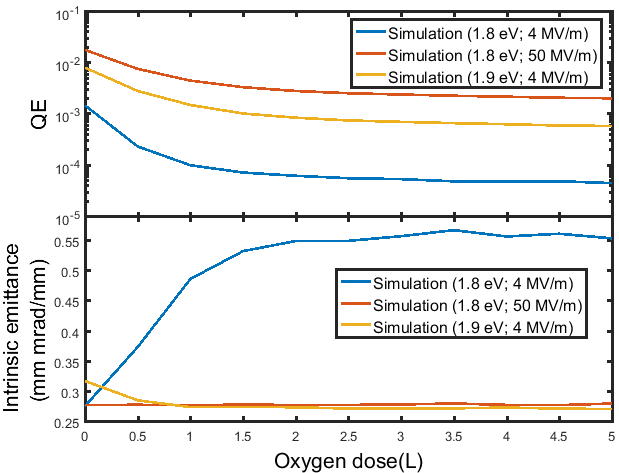 10^-1
10^-2
10^-3
10^-4
10^-5
QE
Simulation (1.8 eV; 4 MV/m)
Simulation (1.8 eV; 50 MV/m)
Simulation (1.9 eV; 4 MV/m)
0.55
0.5
0.45
0.4
0.35
0.3
0.25
Intrinsic emittance
(mm mrad/mm)
Simulation (1.8 eV; 4 MV/m)
Simulation (1.8 eV; 50 MV/m)
Simulation (1.9 eV; 4 MV/m)
0 0.5 1 1.5 2 2.5 3 3.5 4 4.5 5
Oxygen dose(L)